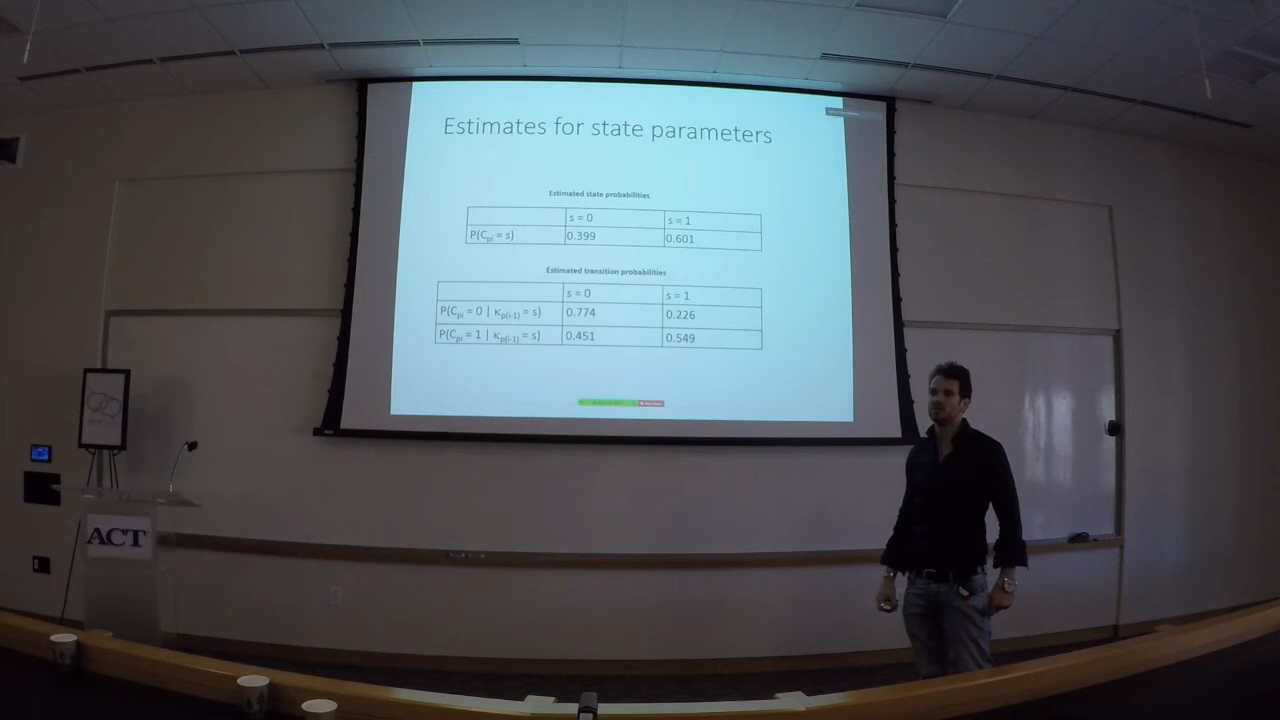 Estimates for state parameters
Estimated state probabilities
s = 0 s = 1
P(Cpi = s) 0.399 0.601
Estimated transition probabilities
s = 0 s = 1
P(Cpi = 0 | κp(i-1) = s) 0.774 0.226
P(Cpi = 1 | κp(i-1) = s) 0.451 0.549
ACT